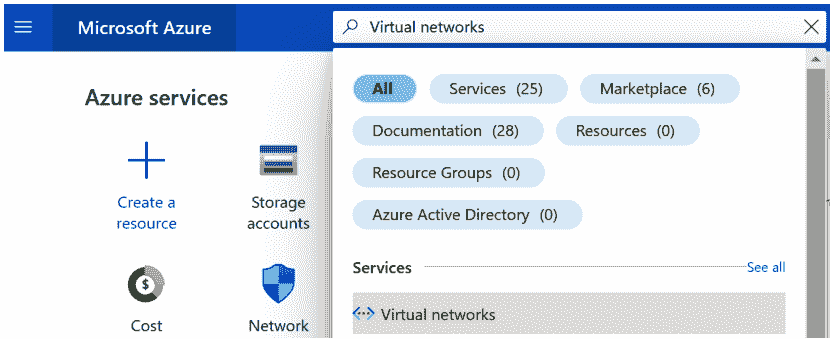 Microsoft Azure
Virtual networks
Azure services
Create a
resource
Storage
accounts
Cost
Network
All
Services (25)
Marketplace (6)
Documentation (28)
Resources (0)
Resource Groups (0)
Azure Active Directory (0)
Services
See all
Virtual networks